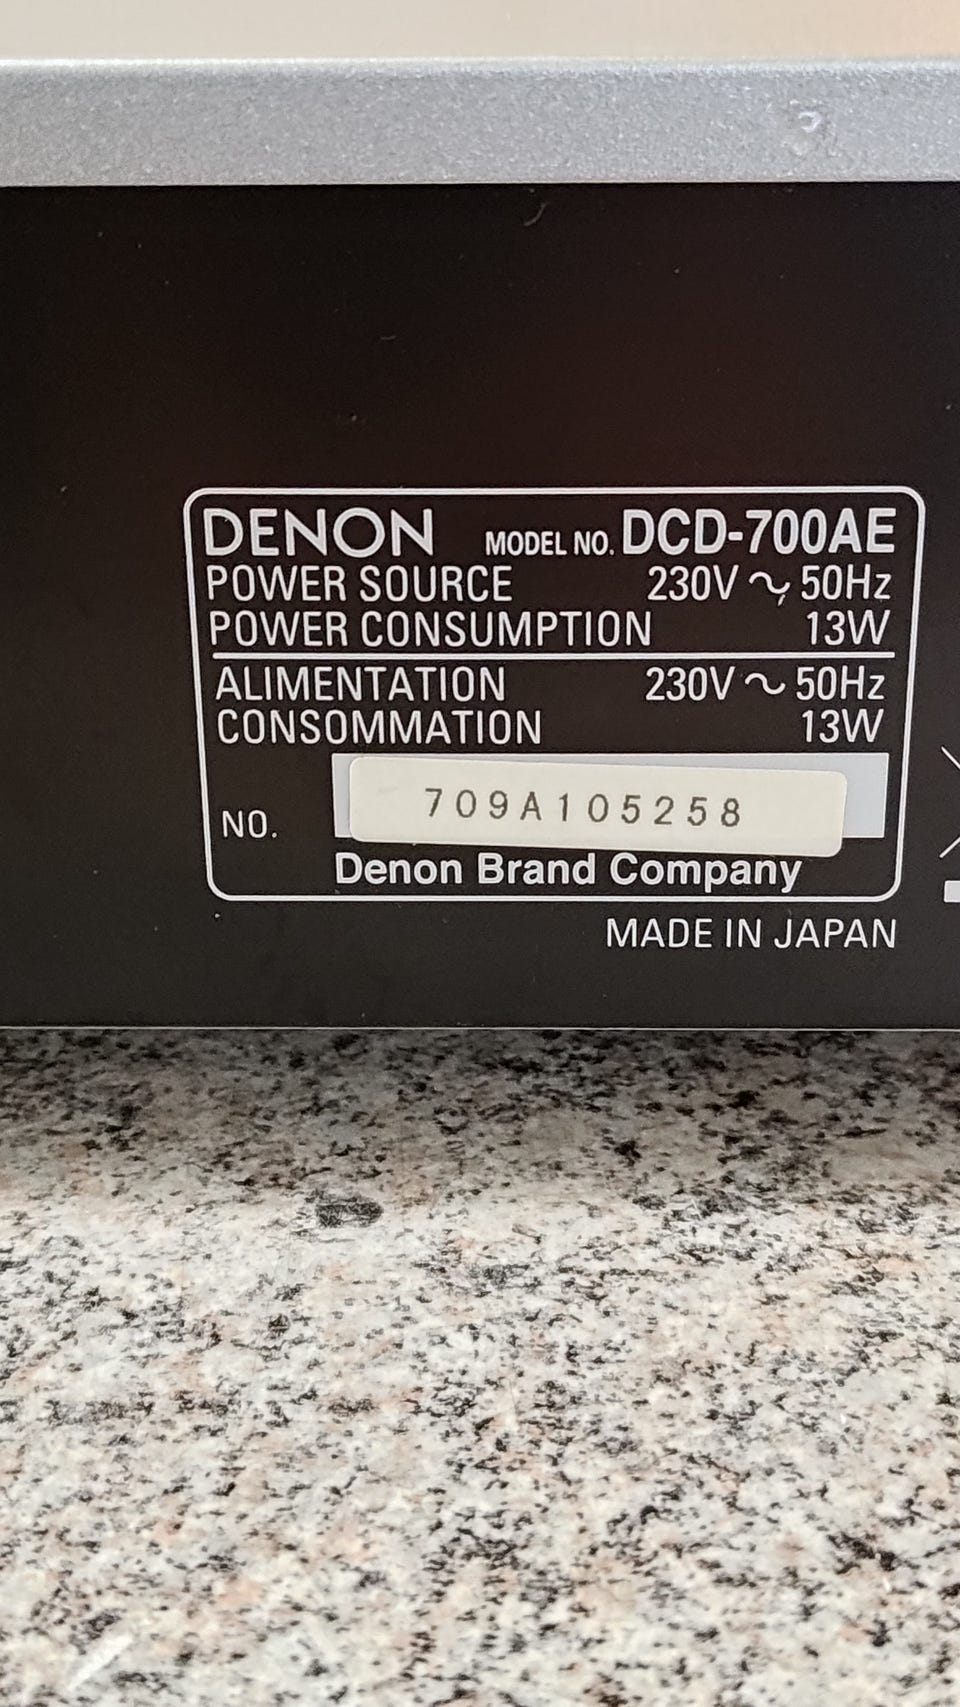 DENON MODEL NO. DCD-700AE
POWER SOURCE 230V ~ 50Hz
POWER CONSUMPTION 13W
ALIMENTATION 230V ~ 50Hz
CONSOMMATION 13W
NO. 709A105258
Denon Brand Company
MADE IN JAPAN